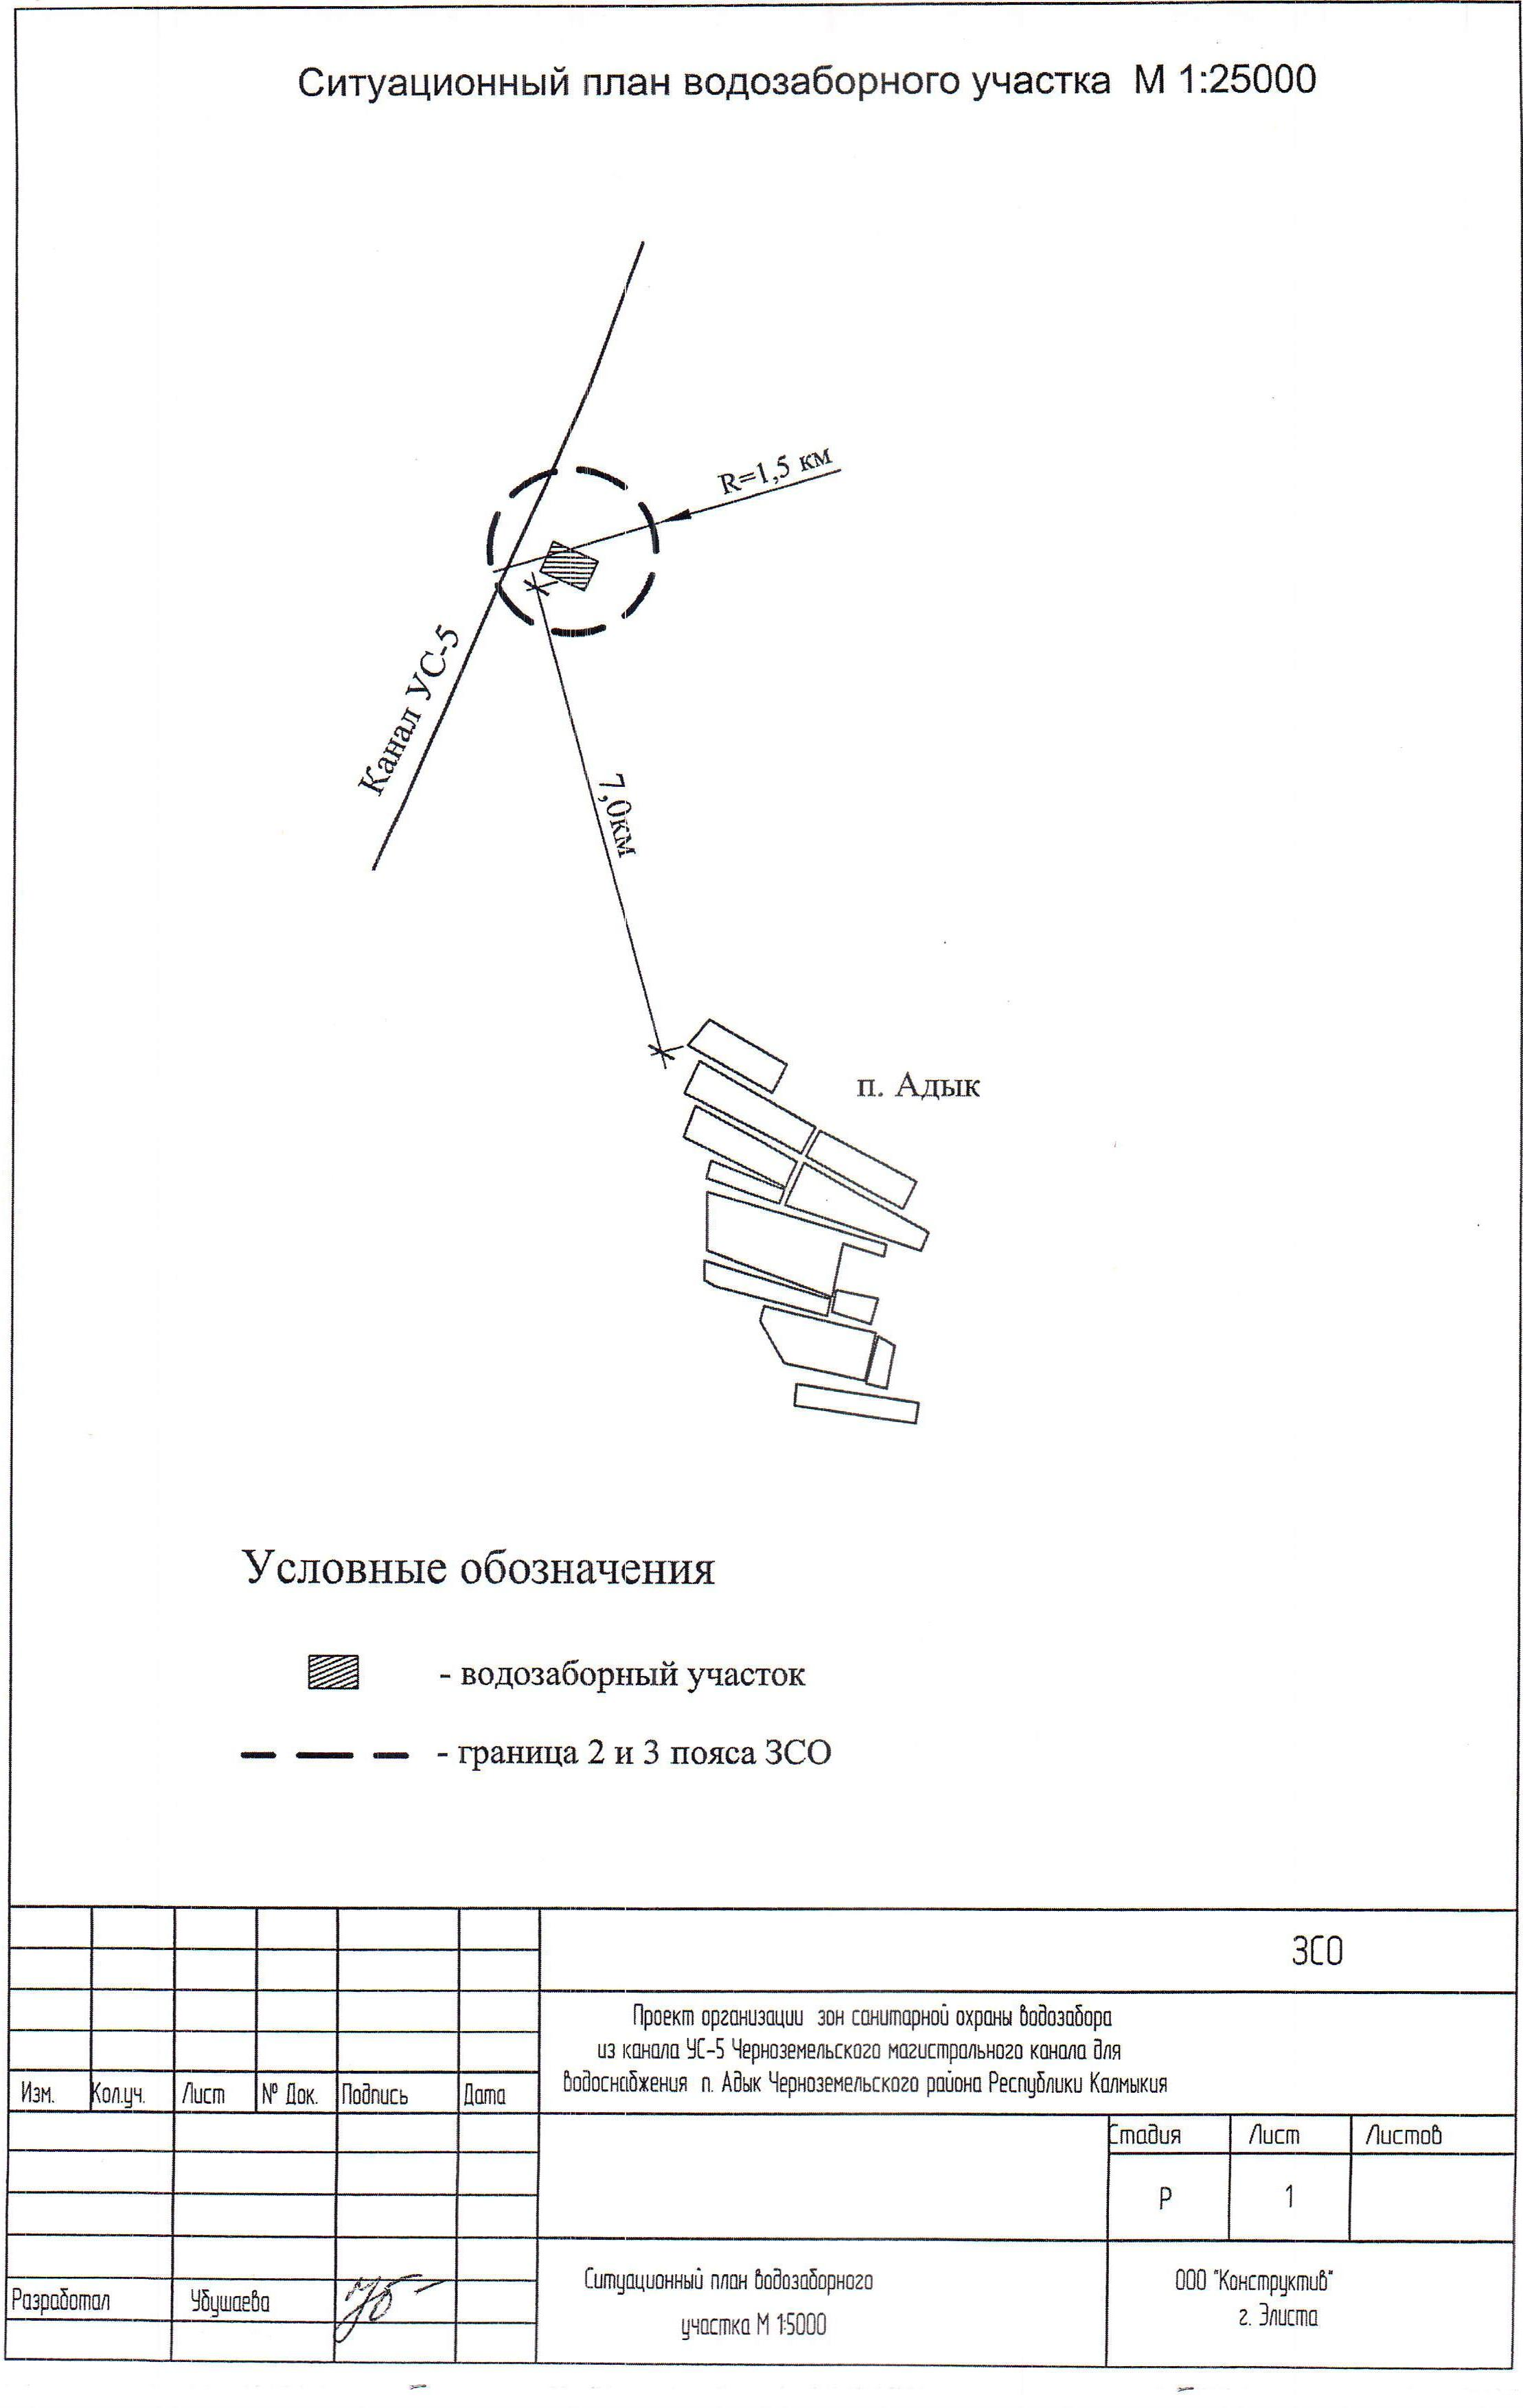 Ситуационный план водозаборного участка М 1:25000
R=1,5 км
Канал УС-5
7,0км
п. Адык
Условные обозначения
- водозаборный участок
- граница 2 и 3 пояса ЗСО
ЗСО
Проект организации зон санитарной охраны водозабора
из канала УС-5 Черноземельского магистрального канала для
водоснабжения п. Адык Черноземельского района Республики Калмыкия
Изм. Кол.уч. Лист № Док. Подпись Дата
Стадия Лист Листов
Р 1
Разработал Убушаева
Ситуационный план водозаборного
участка М 1:5000
ООО "Конструктив"
г. Элиста